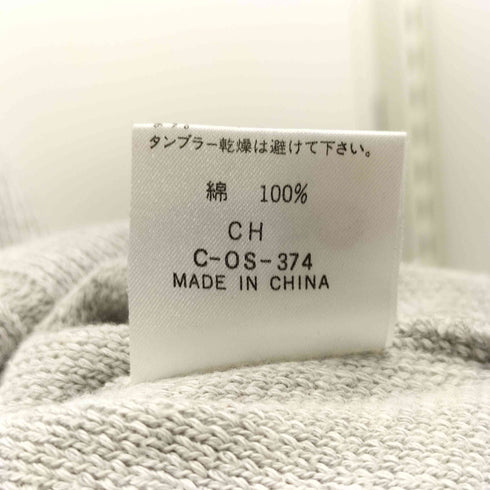 タンブラー乾燥は避けて下さい。
綿 100%
CH
C-OS-374
MADE IN CHINA